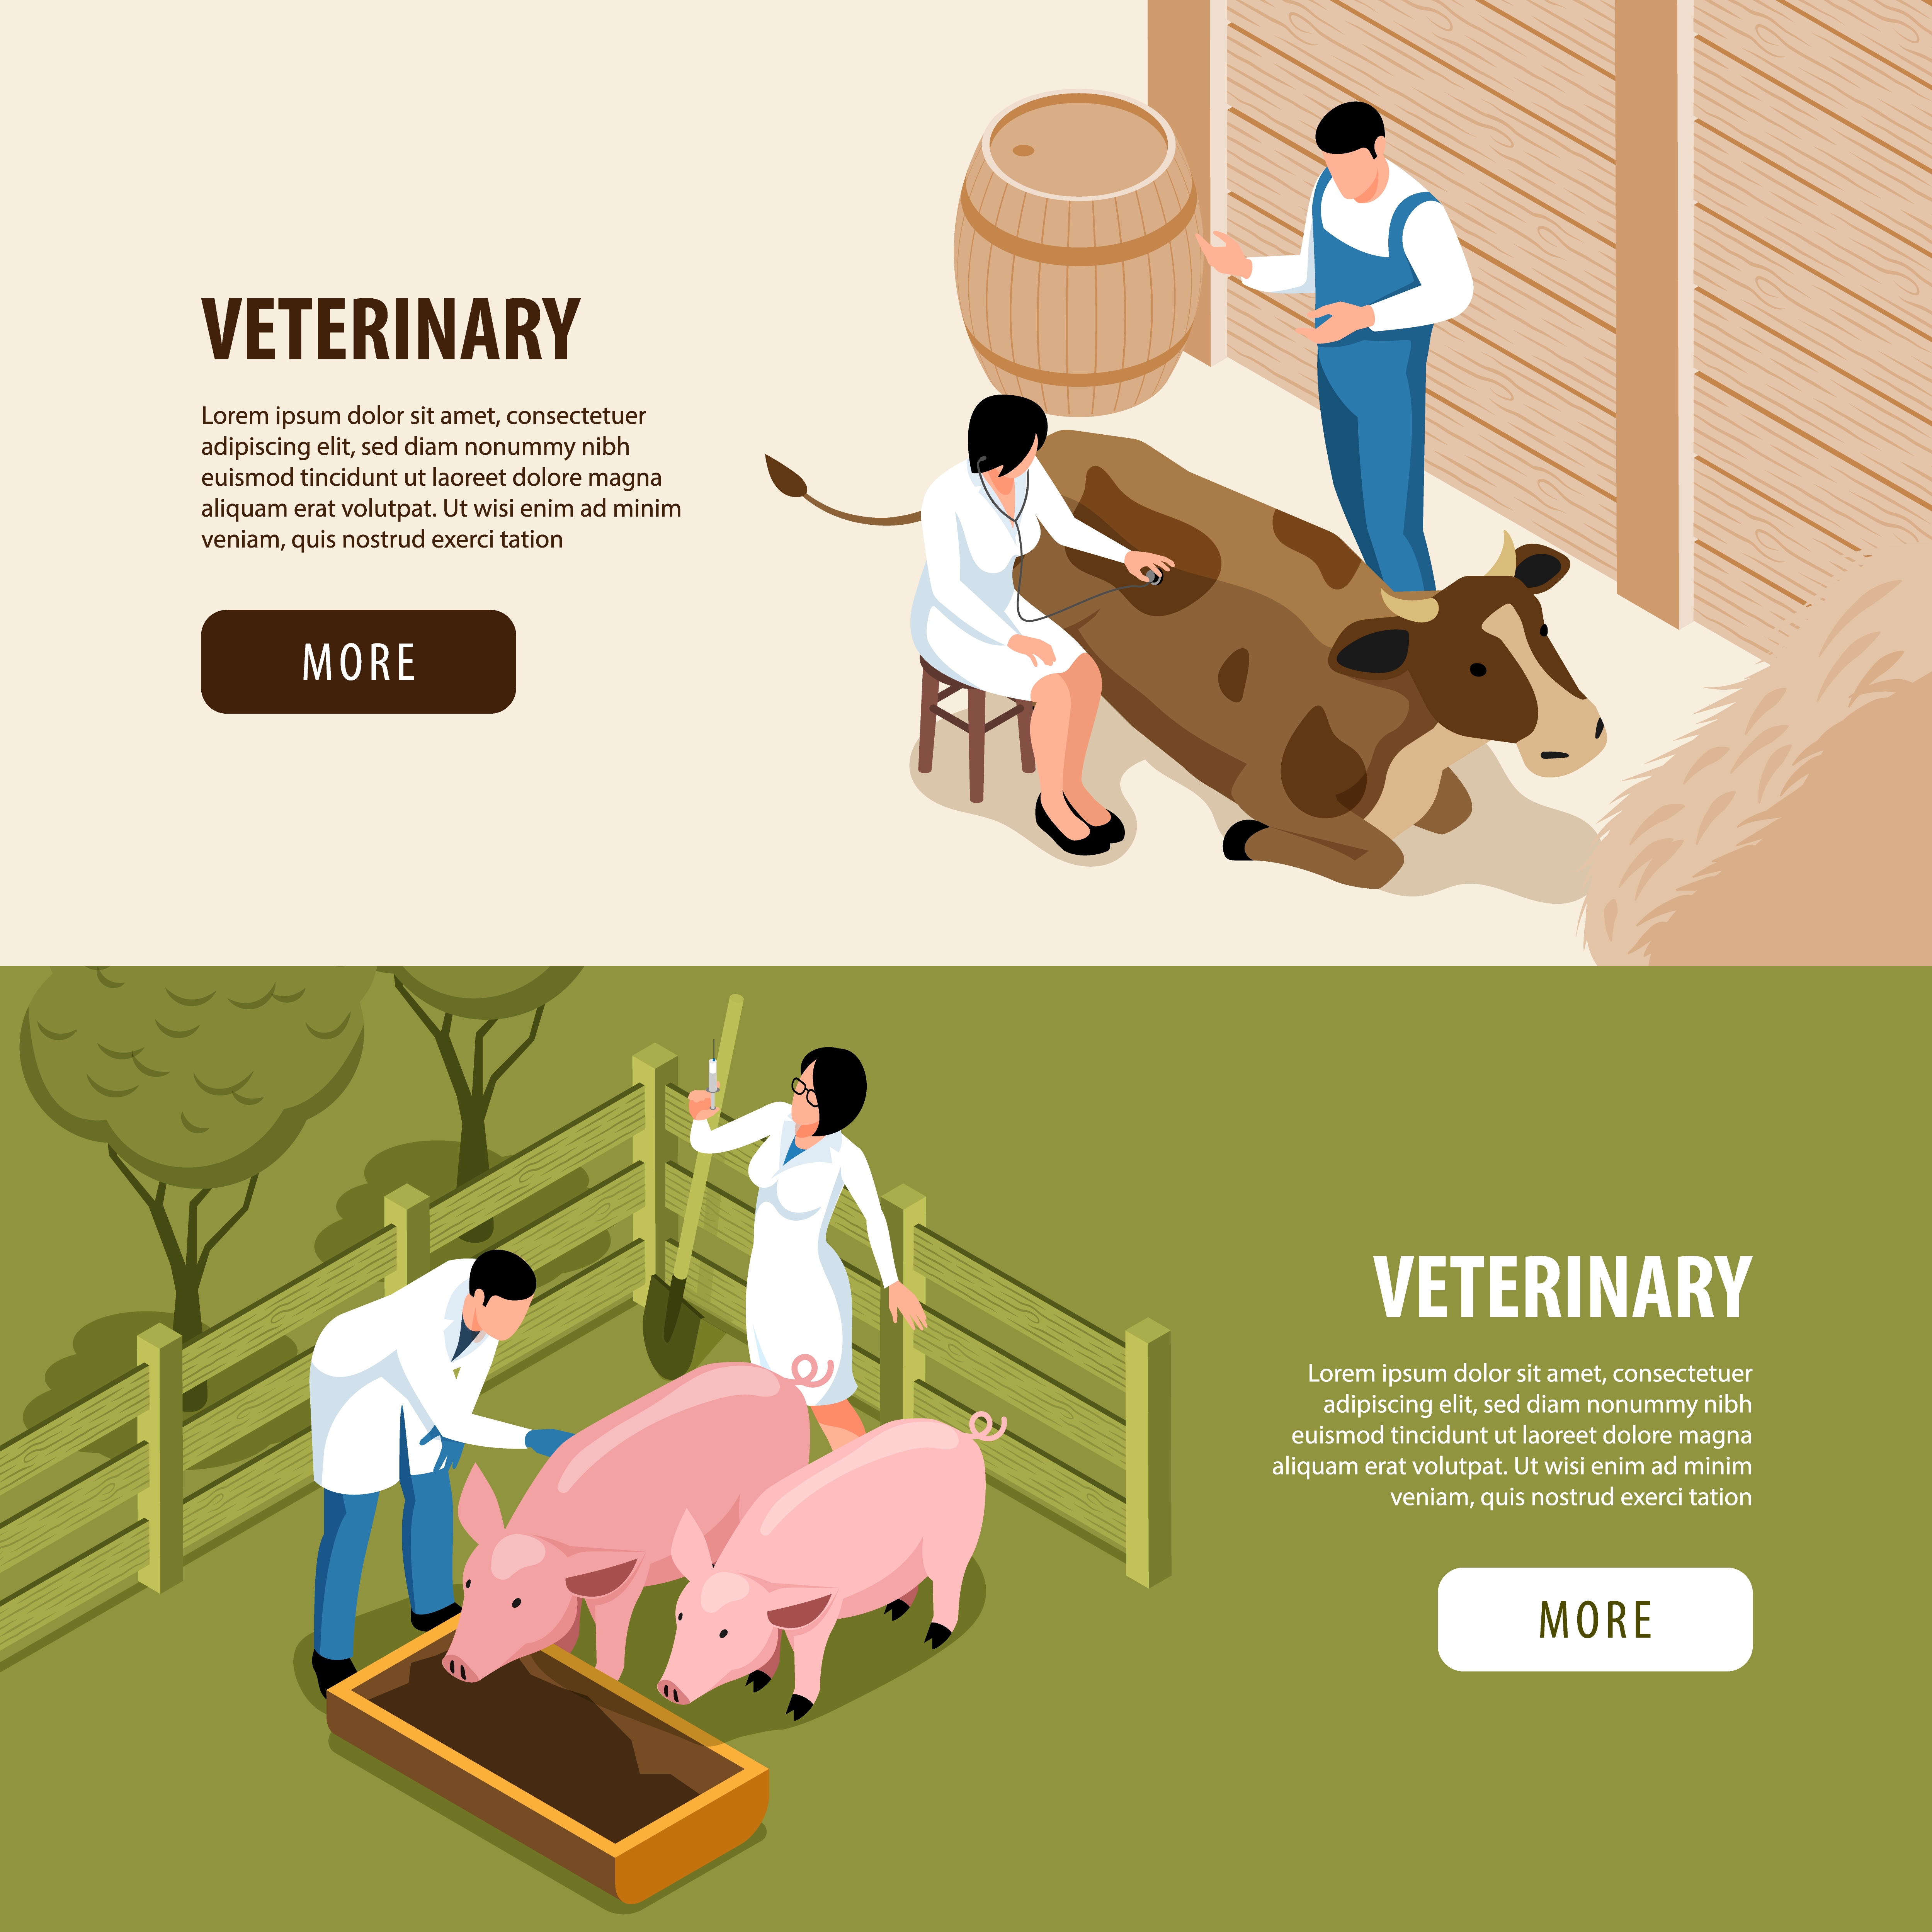 VETERINARY
Lorem ipsum dolor sit amet, consectetuer
adipiscing elit, sed diam nonummy nibh
euismod tincidunt ut laoreet dolore magna
aliquam erat volutpat. Ut wisi enim ad minim
veniam, quis nostrud exerci tation
MORE
VETERINARY
Lorem ipsum dolor sit amet, consectetuer
adipiscing elit, sed diam nonummy nibh
euismod tincidunt ut laoreet dolore magna
aliquam erat volutpat. Ut wisi enim ad minim
veniam, quis nostrud exerci tation
MORE